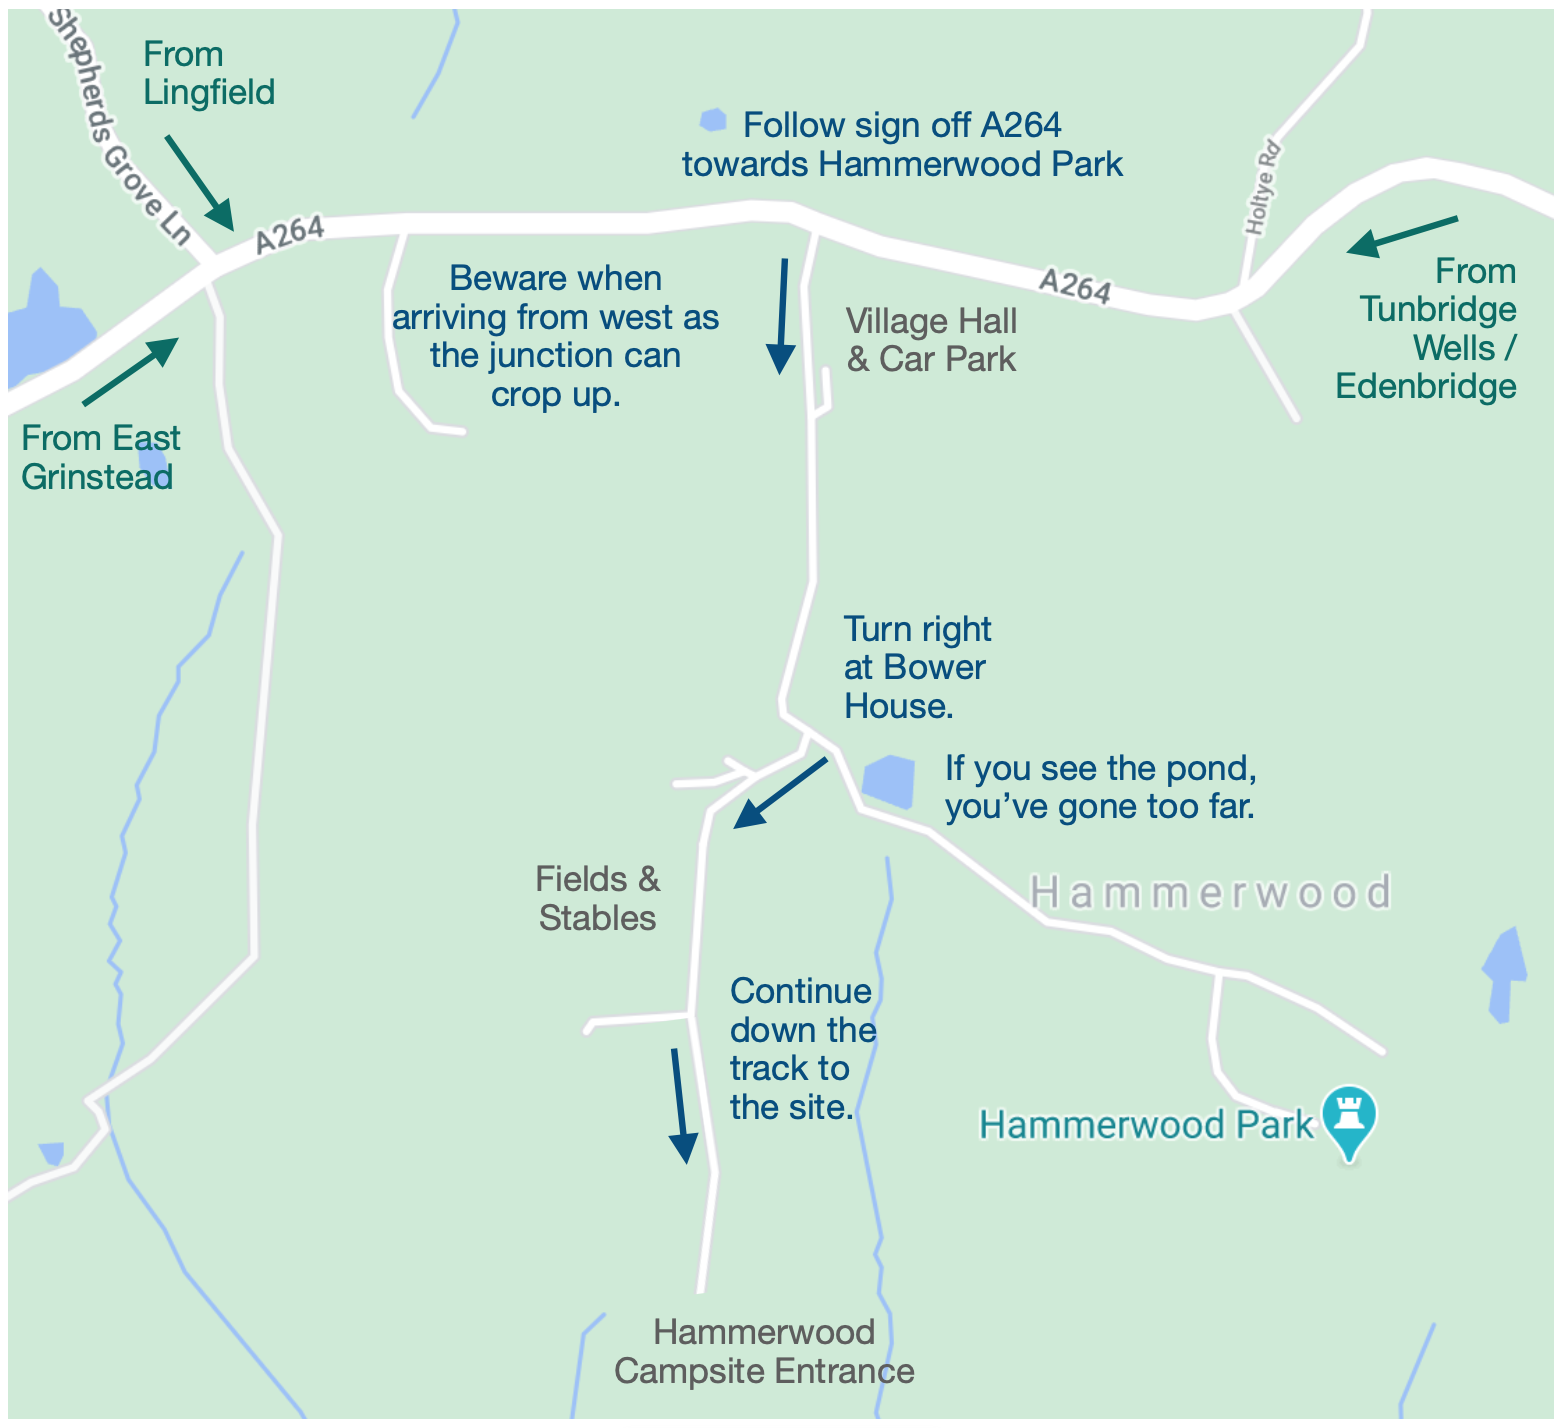 Shepherds Grove Ln
From
Lingfield
Follow sign off A264
towards Hammerwood Park
Holtye Rd
A264
Beware when
arriving from west as
the junction can
crop up.
A264
Village Hall
& Car Park
From
Tunbridge
Wells /
Edenbridge
From East
Grinstead
Turn right
at Bower
House.
If you see the pond,
you’ve gone too far.
Fields &
Stables
Hammerwood
Continue
down the
track to
the site.
Hammerwood Park
Hammerwood
Campsite Entrance